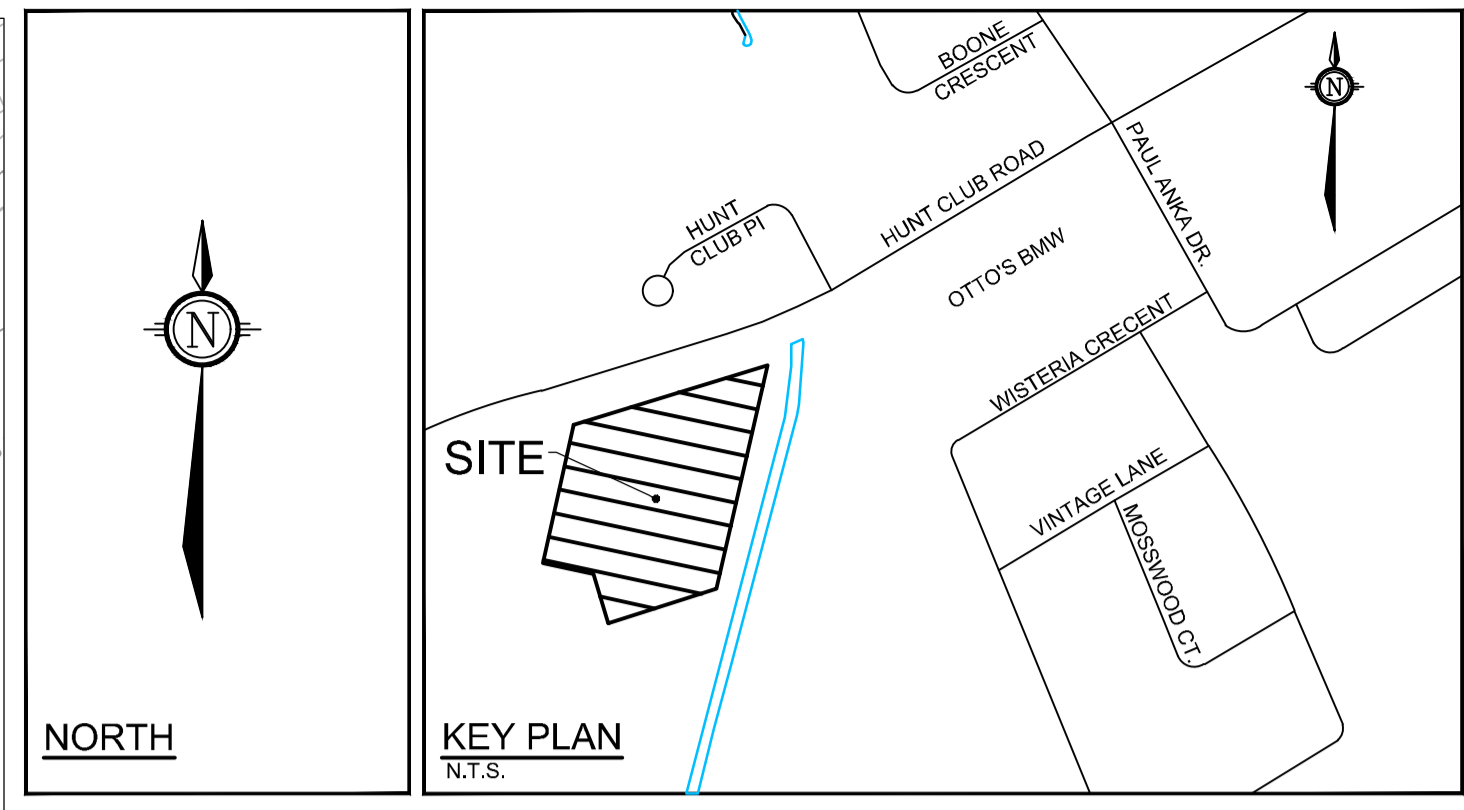 N
NORTH
BOONE
CRESCENT
N
PAUL ANKA DR.
HUNT CLUB ROAD
HUNT
CLUB Pl
OTTO'S BMW
WISTERIA CRECENT
SITE
VINTAGE LANE
MOSSWOOD CT.
KEY PLAN
N.T.S.